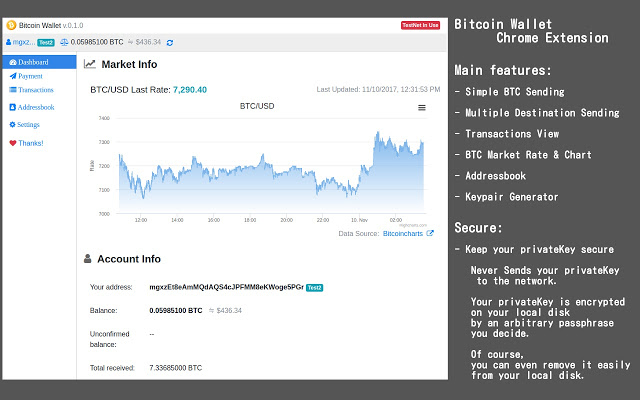 Bitcoin Wallet v.0.1.0
TestNet In Use
mgxz... Test2 0.05985100 BTC ≒ $436.34
Dashboard
Payment
Transactions
Addressbook
Settings
Thanks!
Market Info
BTC/USD Last Rate: 7,290.40
Last Updated: 11/10/2017, 12:31:53 PM
BTC/USD
Rate
7400
7300
7200
7100
7000
12:00 14:00 16:00 18:00 20:00 22:00 10. Nov 02:00
Highcharts.com
Data Source: Bitcoincharts
Account Info
Your address: mgxzEt8eAmMQdAQS4cJPFMM8eKWoge5PGr Test2
Balance: 0.05985100 BTC ≒ $436.34
Unconfirmed balance: --
Total received: 7.33685000 BTC
Bitcoin Wallet
Chrome Extension
Main features:
- Simple BTC Sending
- Multiple Destination Sending
- Transactions View
- BTC Market Rate & Chart
- Addressbook
- Keypair Generator
Secure:
- Keep your privateKey secure
Never Sends your privateKey
to the network.
Your privateKey is encrypted
on your local disk
by an arbitrary passphrase
you decide.
Of course,
you can even remove it easily
from your local disk.